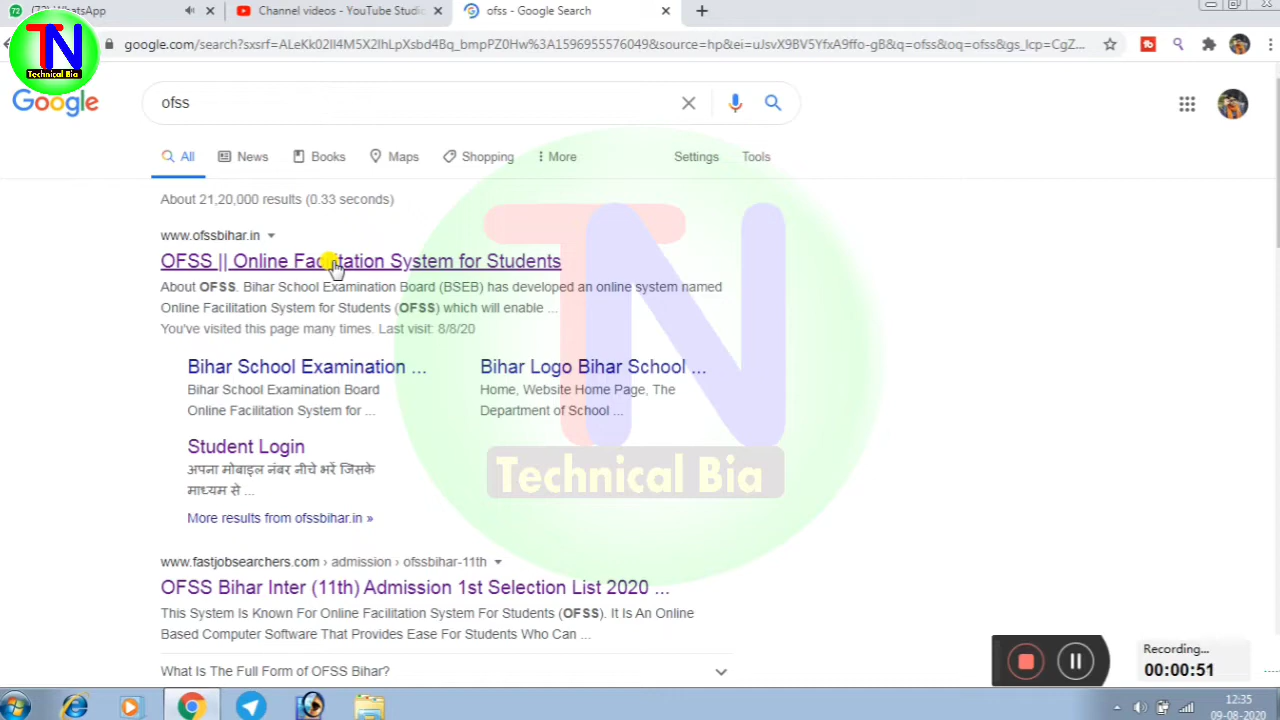 (72) WhatsApp
Channel videos - YouTube Studio
ofss - Google Search
TN
Technical Bia
google.com/search?sxsrf=ALeKk02Il4M5X2IhLpXsbd4Bq_bmpPZ0Hw%3A1596955576049&source=hp&ei=uJsvX9BV5YfxA9ffo-gB&q=ofss&oq=ofss&gs_lcp=CgZ...
Google
ofss
All
News
Books
Maps
Shopping
More
Settings
Tools
About 21,20,000 results (0.33 seconds)
www.ofssbihar.in
OFSS || Online Facilitation System for Students
About OFSS. Bihar School Examination Board (BSEB) has developed an online system named
Online Facilitation System for Students (OFSS) which will enable ...
You've visited this page many times. Last visit: 8/8/20
Bihar School Examination ...
Bihar School Examination Board
Online Facilitation System for ...
Bihar Logo Bihar School ...
Home, Website Home Page, The
Department of School ...
Student Login
अपना मोबाइल नंबर नीचे भरें जिसके
माध्यम से ...
More results from ofssbihar.in »
TN
Technical Bia
www.fastjobsearchers.com › admission › ofssbihar-11th
OFSS Bihar Inter (11th) Admission 1st Selection List 2020 ...
This System Is Known For Online Facilitation System For Students (OFSS). It Is An Online
Based Computer Software That Provides Ease For Students Who Can ...
What Is The Full Form of OFSS Bihar?
Recording...
00:00:51
12:35
09-08-2020